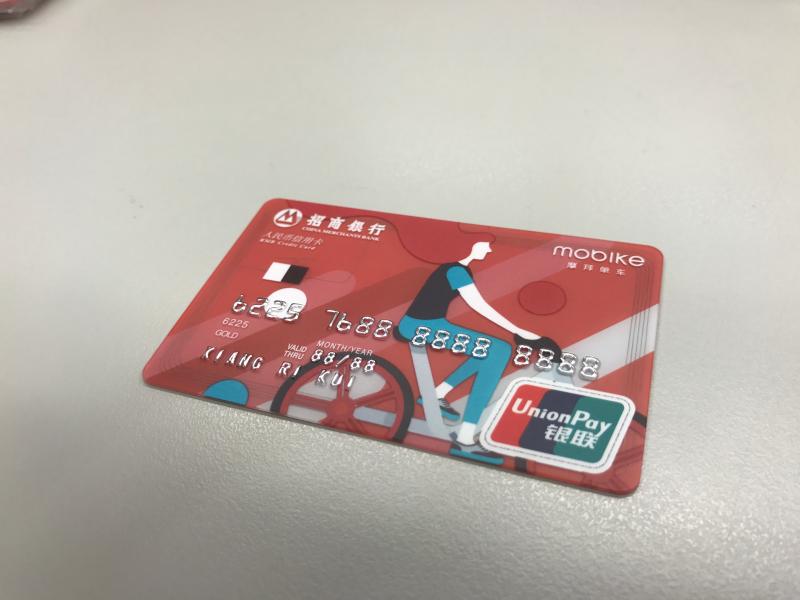 招商银行
CHINA MERCHANTS BANK
人民币信用卡
RMB Credit Card
mobike
摩拜单车
6225 7688 8888 8888
6225
GOLD
VALID THRU
MONTH/YEAR
88/88
XIANG RI KUI
UnionPay
银联